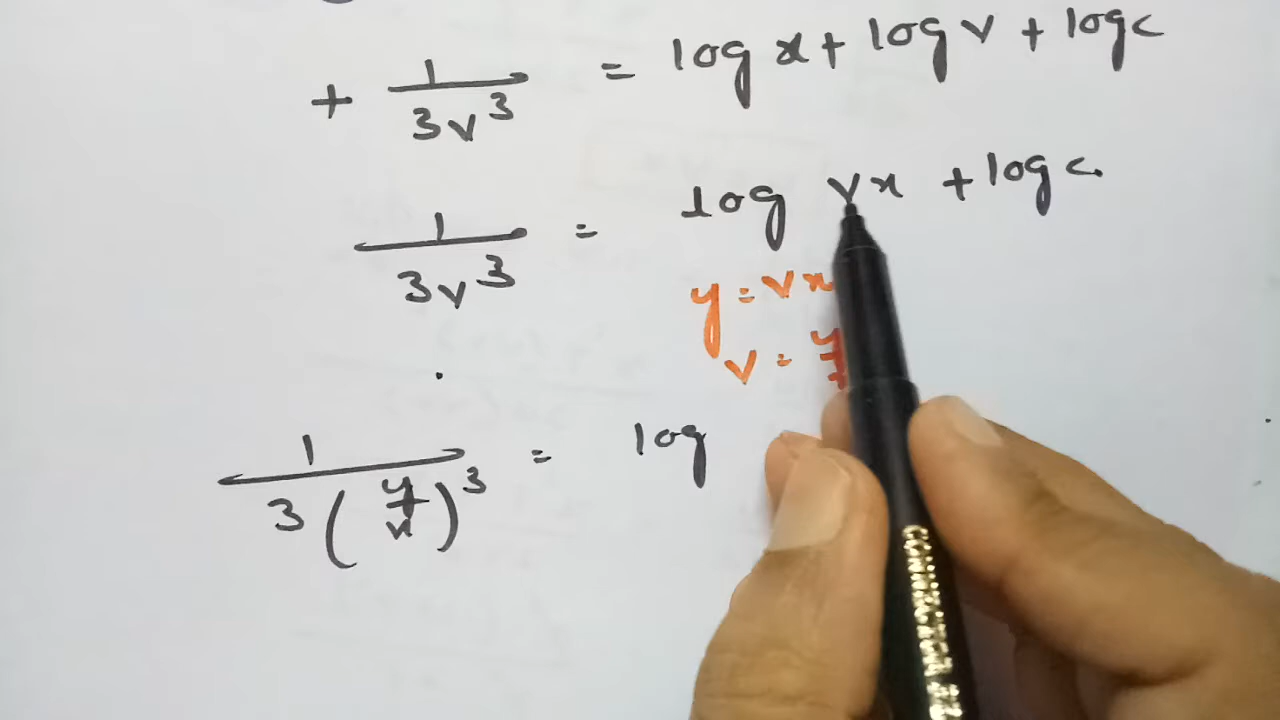 + 1/3v³ = log x + log v + log c
1/3v³ = log vx + log c.
y = vx
v = y/
1/3(y/x)³ = log